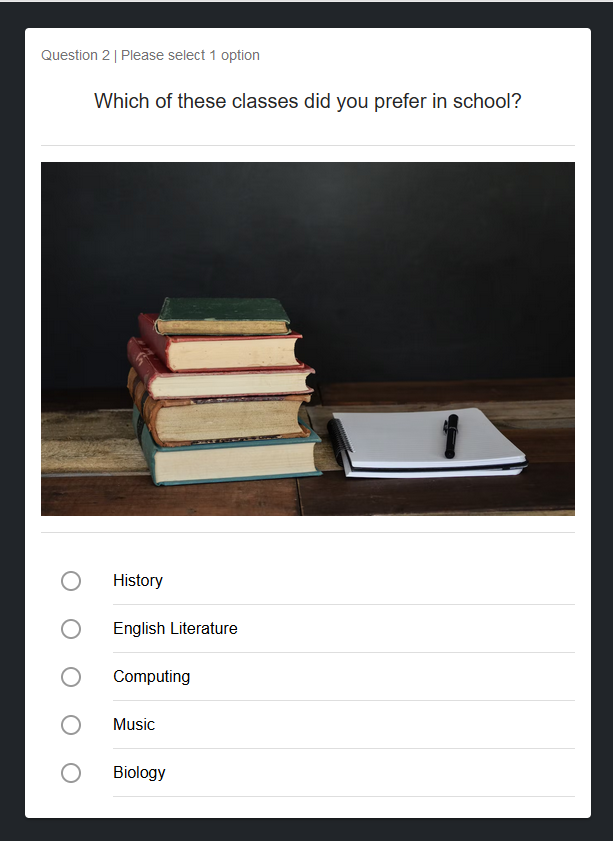 Question 2 | Please select 1 option
Which of these classes did you prefer in school?
History
English Literature
Computing
Music
Biology